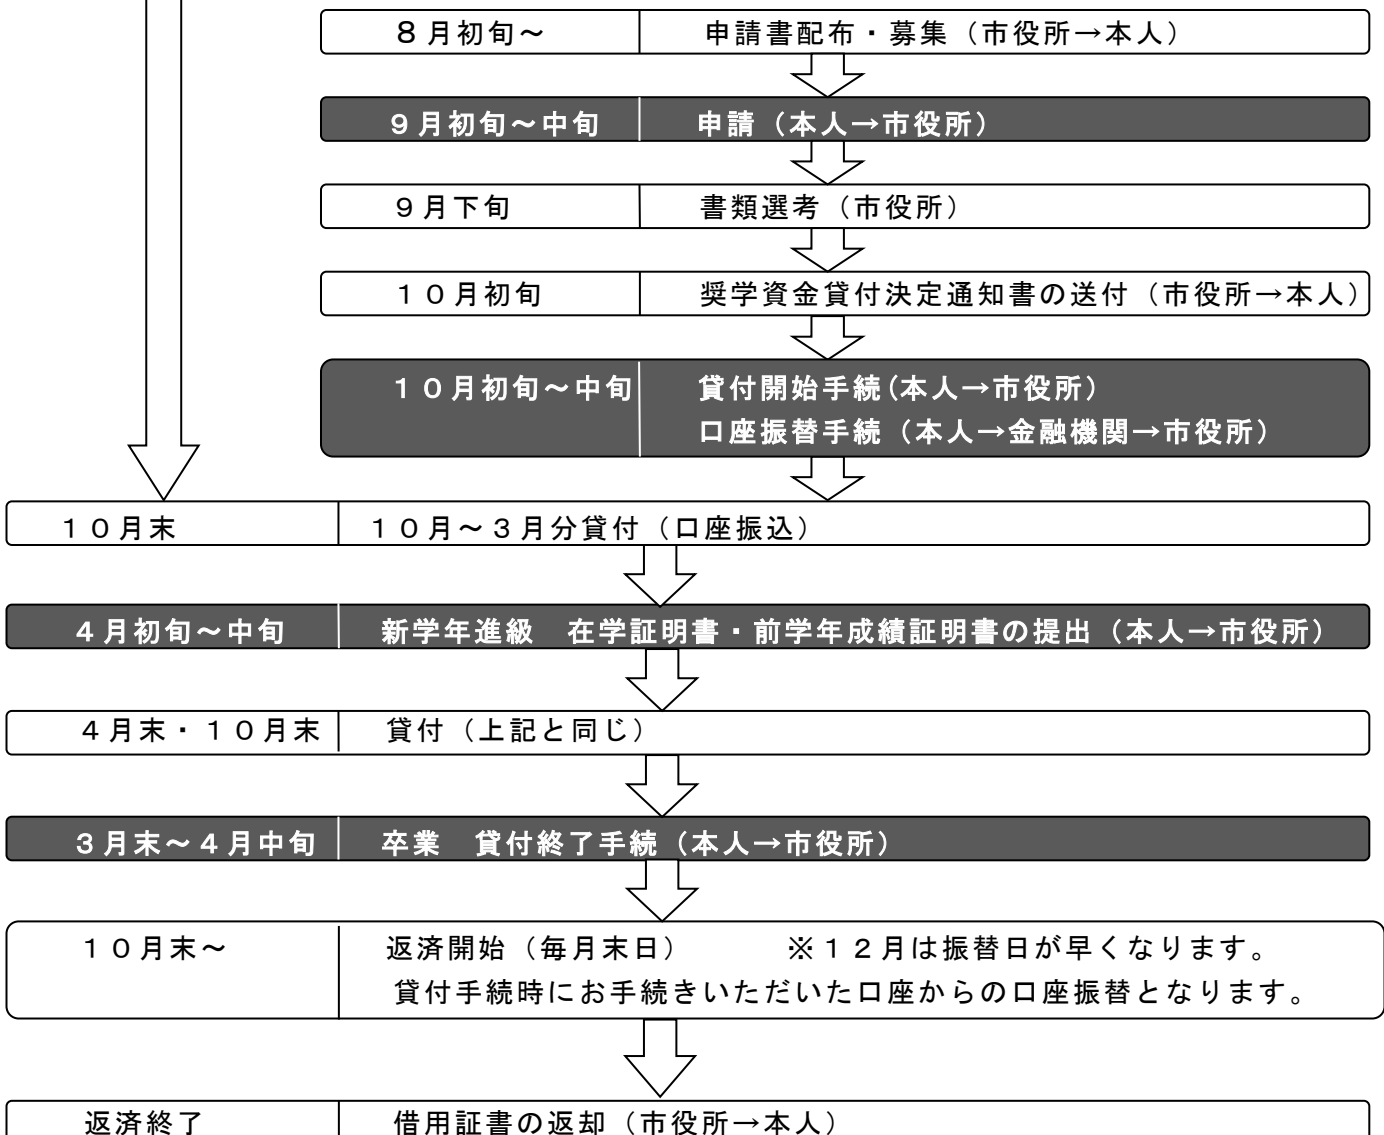 ８月初旬～ 申請書配布・募集（市役所→本人）
９月初旬～中旬 申請（本人→市役所）
９月下旬 書類選考（市役所）
１０月初旬 奨学資金貸付決定通知書の送付（市役所→本人）
１０月初旬～中旬 貸付開始手続(本人→市役所）
口座振替手続（本人→金融機関→市役所）
１０月末 １０月～３月分貸付（口座振込）
４月初旬～中旬 新学年進級　在学証明書・前学年成績証明書の提出（本人→市役所）
４月末・１０月末 貸付（上記と同じ）
３月末～４月中旬 卒業　貸付終了手続（本人→市役所）
１０月末～ 返済開始（毎月末日）　※１２月は振替日が早くなります。
貸付手続時にお手続きいただいた口座からの口座振替となります。
返済終了 借用証書の返却（市役所→本人）